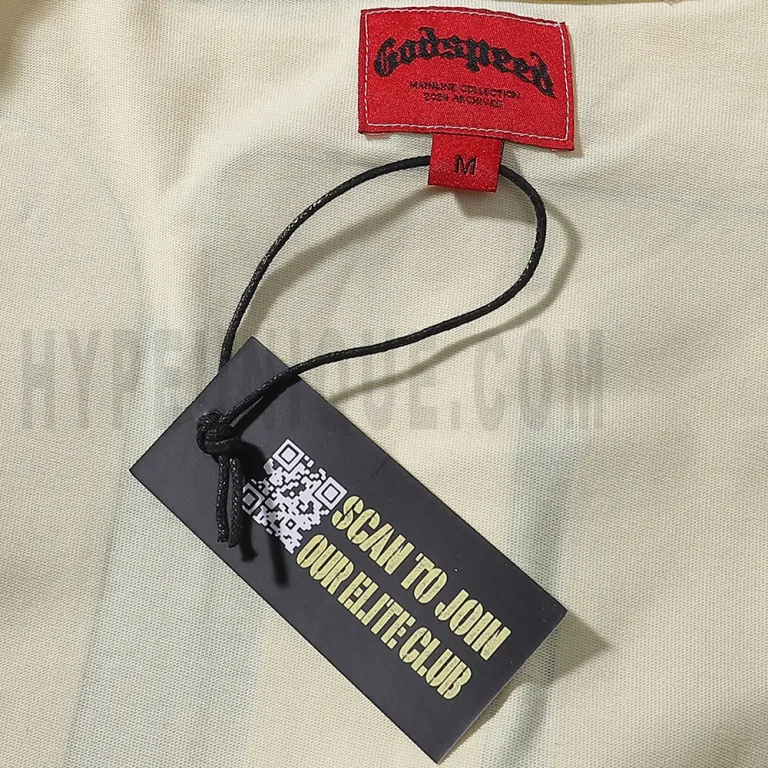 Godspeed
MAINLINE COLLECTION
2024 ARCHIVES
M
HYPEUNIQUE.COM
SCAN TO JOIN
OUR ELITE CLUB